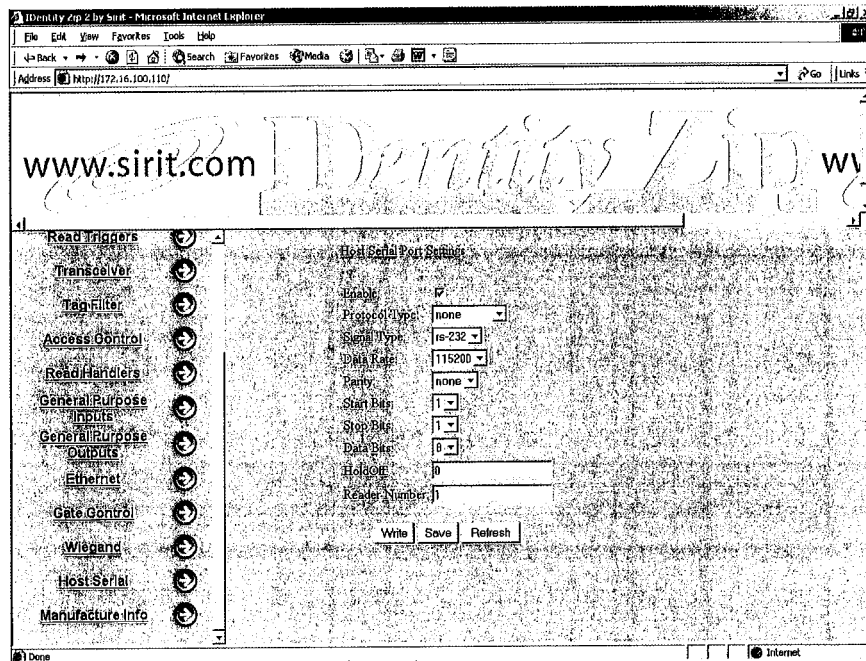 IDentity Zip 2 by Sirit - Microsoft Internet Explorer
File Edit View Favorites Tools Help
Back Search Favorites Media
Address http://172.16.100.110/ Go Links
www.sirit.com IDentity Zip
Read Triggers
Transceiver
Tag Filter
Access Control
Read Handlers
General Purpose
Inputs
General Purpose
Outputs
Ethernet
Gate Control
Wiegand
Host Serial
Manufacture Info
Host Serial Port Settings
Enable:
Protocol Type: none
Signal Type: rs-232
Data Rate: 115200
Parity: none
Start Bits: 1
Stop Bits: 1
Data Bits: 8
HoldOff: 0
Reader Number: 1
Write Save Refresh
Done Internet